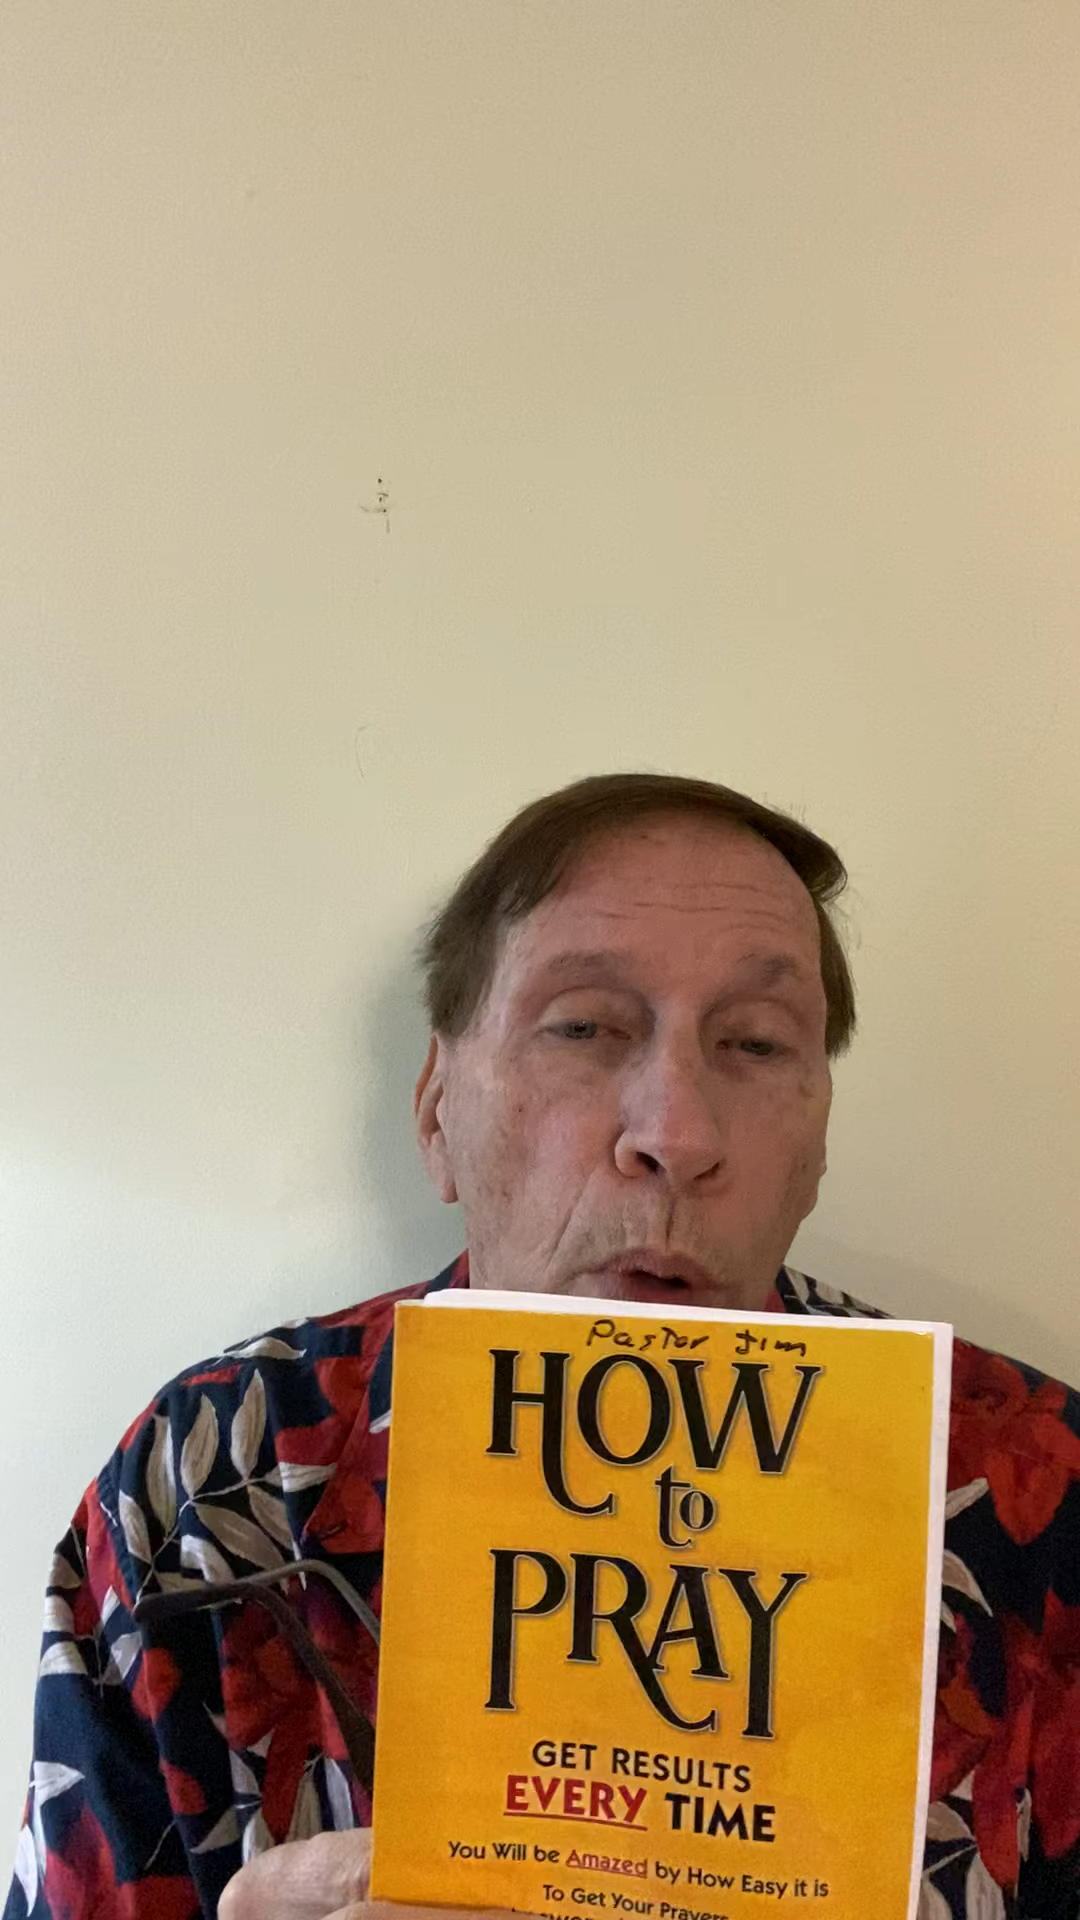 Pastor Jim
HOW
to
PRAY
GET RESULTS
EVERY TIME
You Will be Amazed by How Easy it is
To Get Your Prayers